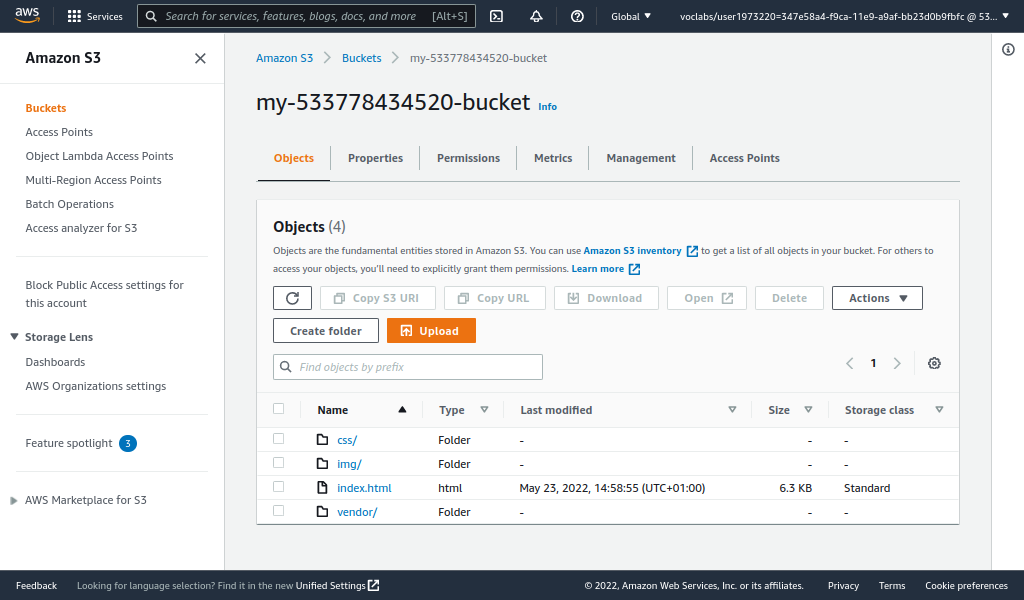 aws
Services
Search for services, features, blogs, docs, and more
[Alt+S]
Global
voclabs/user1973220=347e58a4-f9ca-11e9-a9af-bb23d0b9fbfc @ 53...
Amazon S3
Buckets
Access Points
Object Lambda Access Points
Multi-Region Access Points
Batch Operations
Access analyzer for S3
Block Public Access settings for
this account
Storage Lens
Dashboards
AWS Organizations settings
Feature spotlight 3
AWS Marketplace for S3
Amazon S3 > Buckets > my-533778434520-bucket
my-533778434520-bucket Info
Objects
Properties
Permissions
Metrics
Management
Access Points
Objects (4)
Objects are the fundamental entities stored in Amazon S3. You can use Amazon S3 inventory to get a list of all objects in your bucket. For others to
access your objects, you'll need to explicitly grant them permissions. Learn more
Copy S3 URI
Copy URL
Download
Open
Delete
Actions
Create folder
Upload
Find objects by prefix
1
Name Type Last modified Size Storage class
css/ Folder - - -
img/ Folder - - -
index.html html May 23, 2022, 14:58:55 (UTC+01:00) 6.3 KB Standard
vendor/ Folder - - -
Feedback
Looking for language selection? Find it in the new Unified Settings
© 2022, Amazon Web Services, Inc. or its affiliates.
Privacy
Terms
Cookie preferences